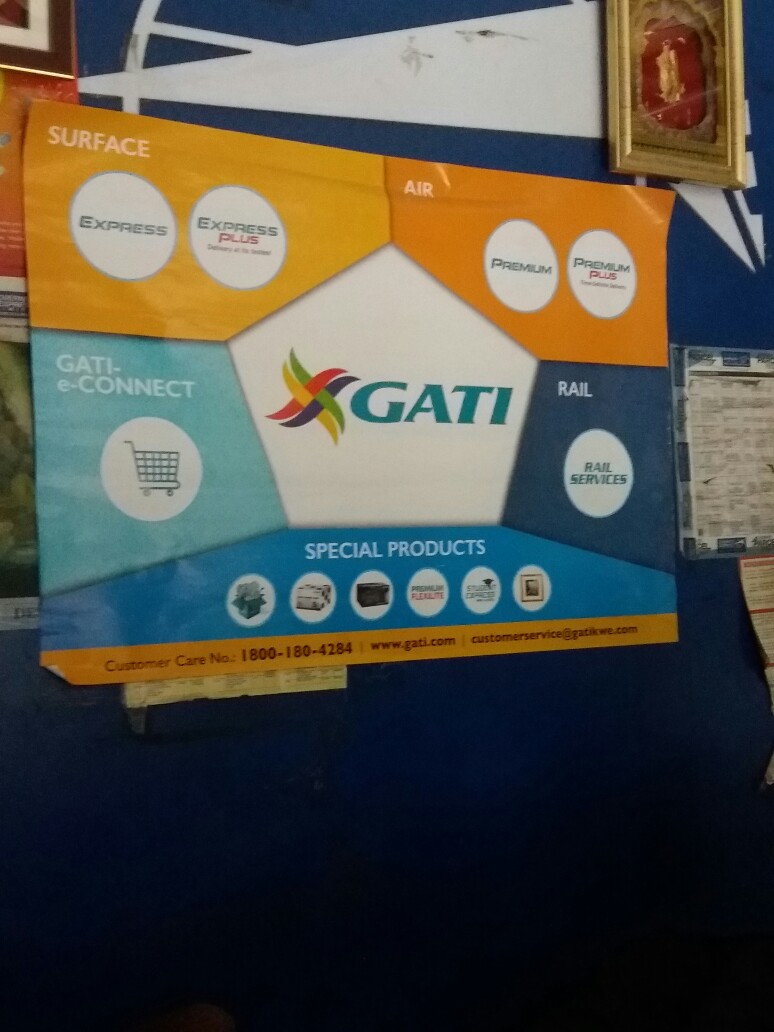 SURFACE
EXPRESS
EXPRESS
PLUS
AIR
PREMIUM
PREMIUM
PLUS
GATI-
e-CONNECT
GATI
RAIL
RAIL
SERVICES
SPECIAL PRODUCTS
PREMIUM
STUDENT
Customer Care No.: 1800-180-4284 | www.gati.com | customerservice@gatikwe.com